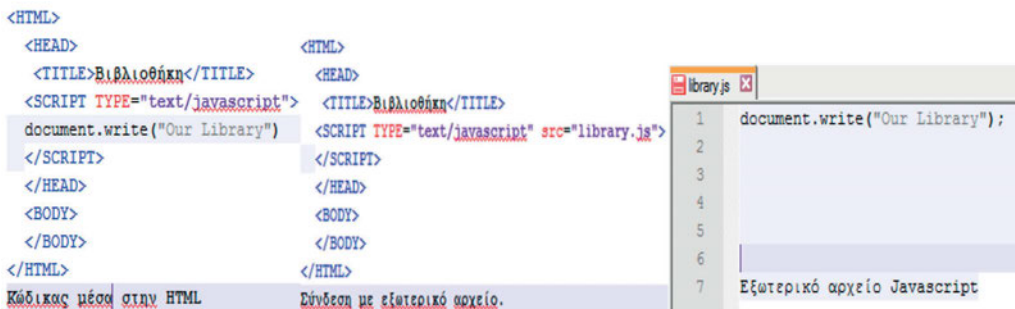 <HTML>
<HEAD>
<TITLE>Βιβλιοθήκη</TITLE>
<SCRIPT TYPE="text/javascript">
document.write("Our Library")
</SCRIPT>
</HEAD>
<BODY>
</BODY>
</HTML>
Κώδικας μέσα στην HTML
<HTML>
<HEAD>
<TITLE>Βιβλιοθήκη</TITLE>
<SCRIPT TYPE="text/javascript" src="library.js">
</SCRIPT>
</HEAD>
<BODY>
</BODY>
</HTML>
Σύνδεση με εξωτερικό αρχείο.
library.js
1 document.write("Our Library");
2
3
4
5
6
7 Εξωτερικό αρχείο Javascript